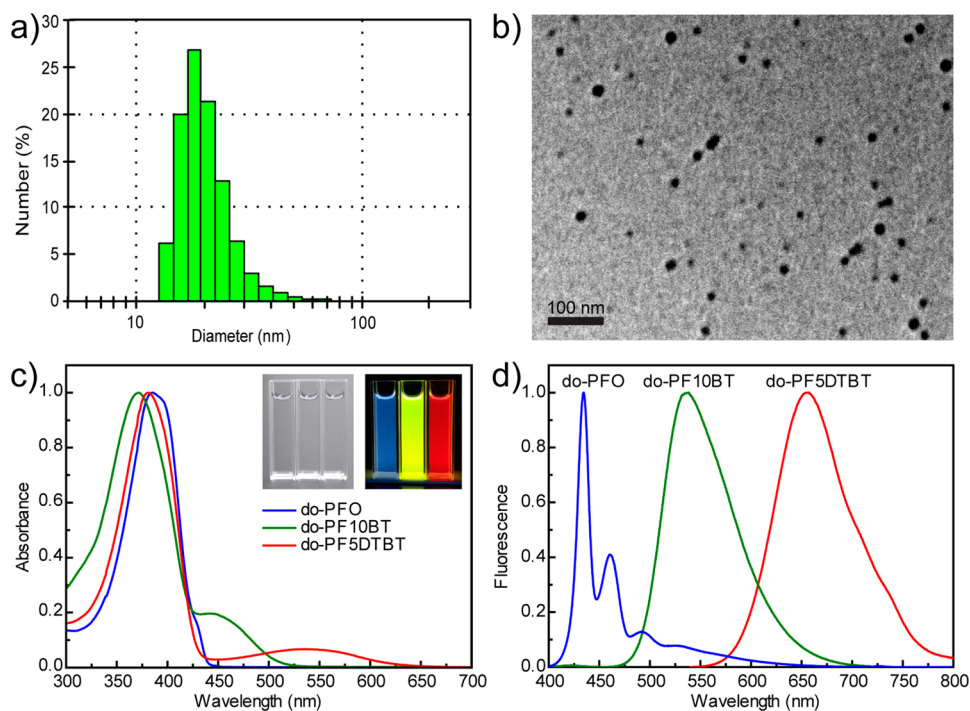 a)
30
25
20
15
10
5
0
Number (%)
10
100
Diameter (nm)
b)
100 nm
c)
1.0
0.8
0.6
0.4
0.2
0.0
Absorbance
do-PFO
do-PF10BT
do-PF5DTBT
300 350 400 450 500 550 600 650 700
Wavelength (nm)
d)
do-PFO do-PF10BT do-PF5DTBT
1.0
0.8
0.6
0.4
0.2
0.0
Fluorescence
400 450 500 550 600 650 700 750 800
Wavelength (nm)